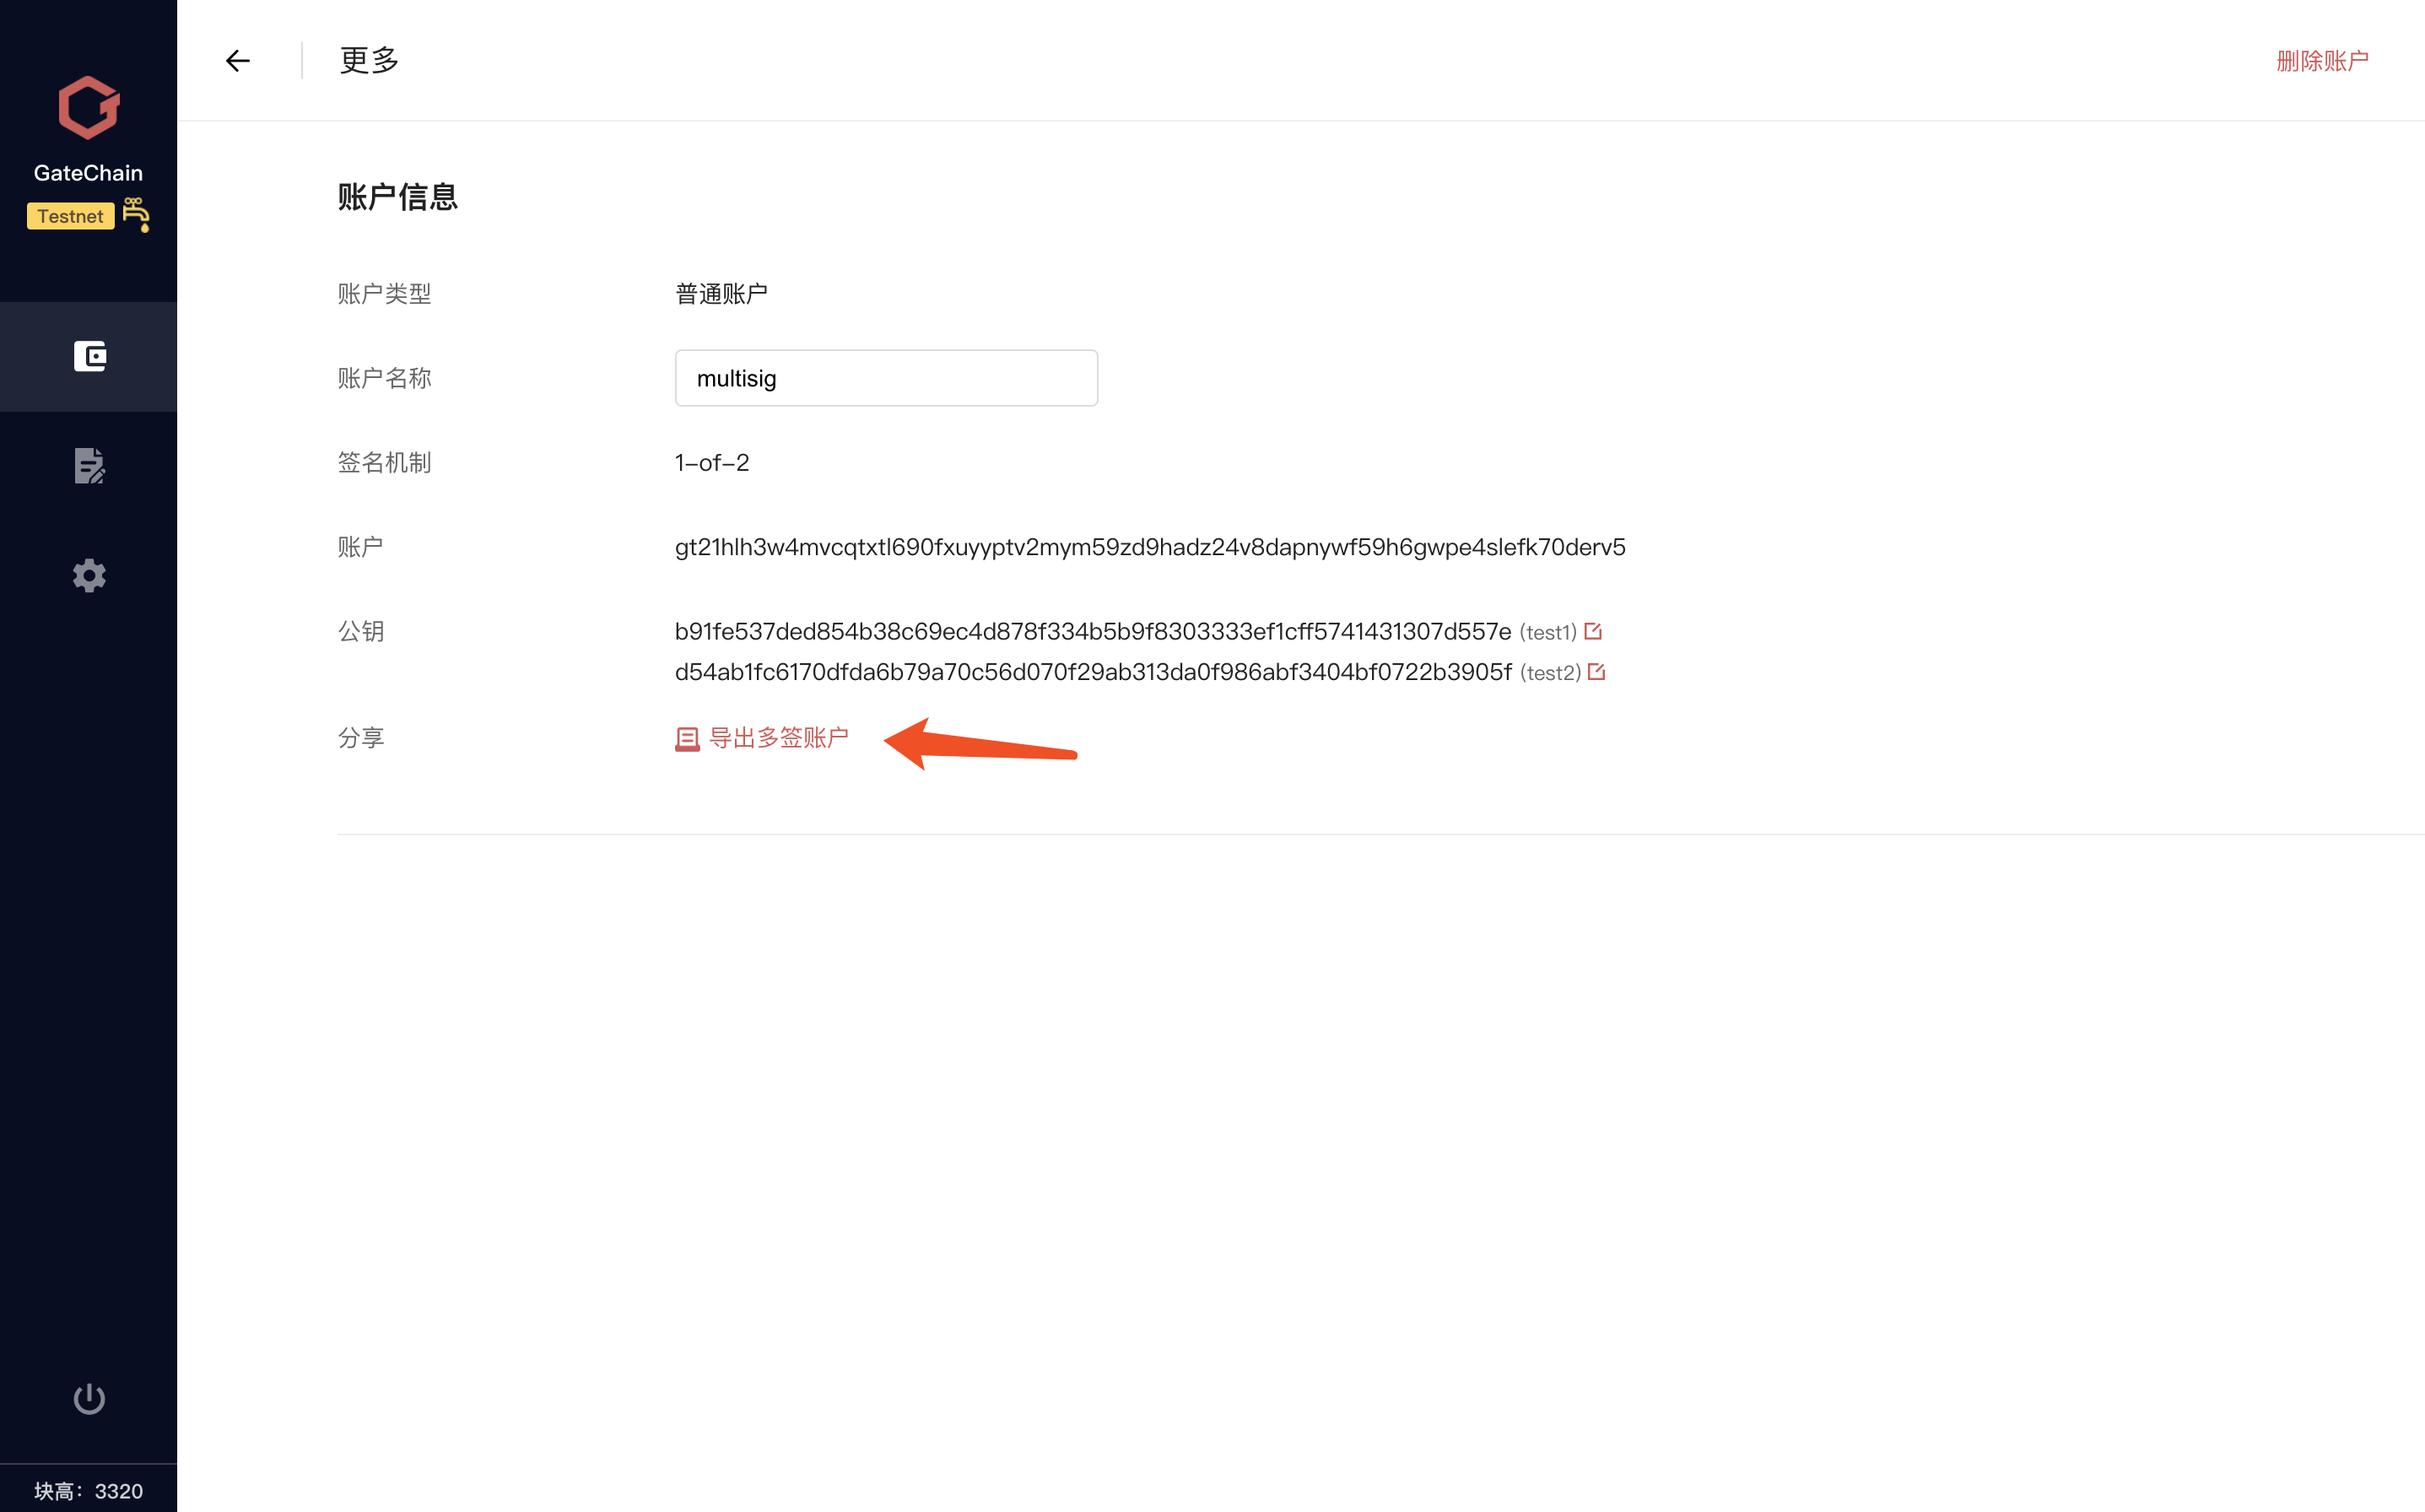 GateChain
Testnet
块高：3320
更多
删除账户
账户信息
账户类型
普通账户
账户名称
multisig
签名机制
1-of-2
账户
gt21hlh3w4mvcqtxtl690fxuyyptv2mym59zd9hadz24v8dapnywf59h6gwpe4slefk70derv5
公钥
b91fe537ded854b38c69ec4d878f334b5b9f8303333ef1cff5741431307d557e (test1)
d54ab1fc6170dfda6b79a70c56d070f29ab313da0f986abf3404bf0722b3905f (test2)
分享
导出多签账户